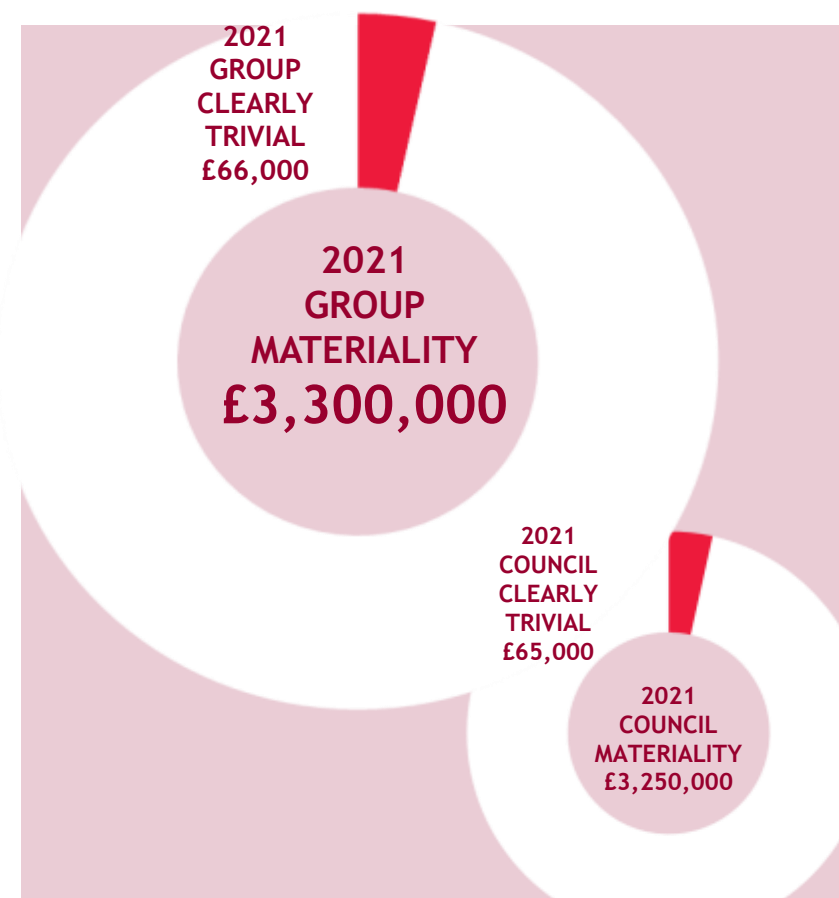 2021
GROUP
CLEARLY
TRIVIAL
£66,000
2021
GROUP
MATERIALITY
£3,300,000
2021
COUNCIL
CLEARLY
TRIVIAL
£65,000
2021
COUNCIL
MATERIALITY
£3,250,000